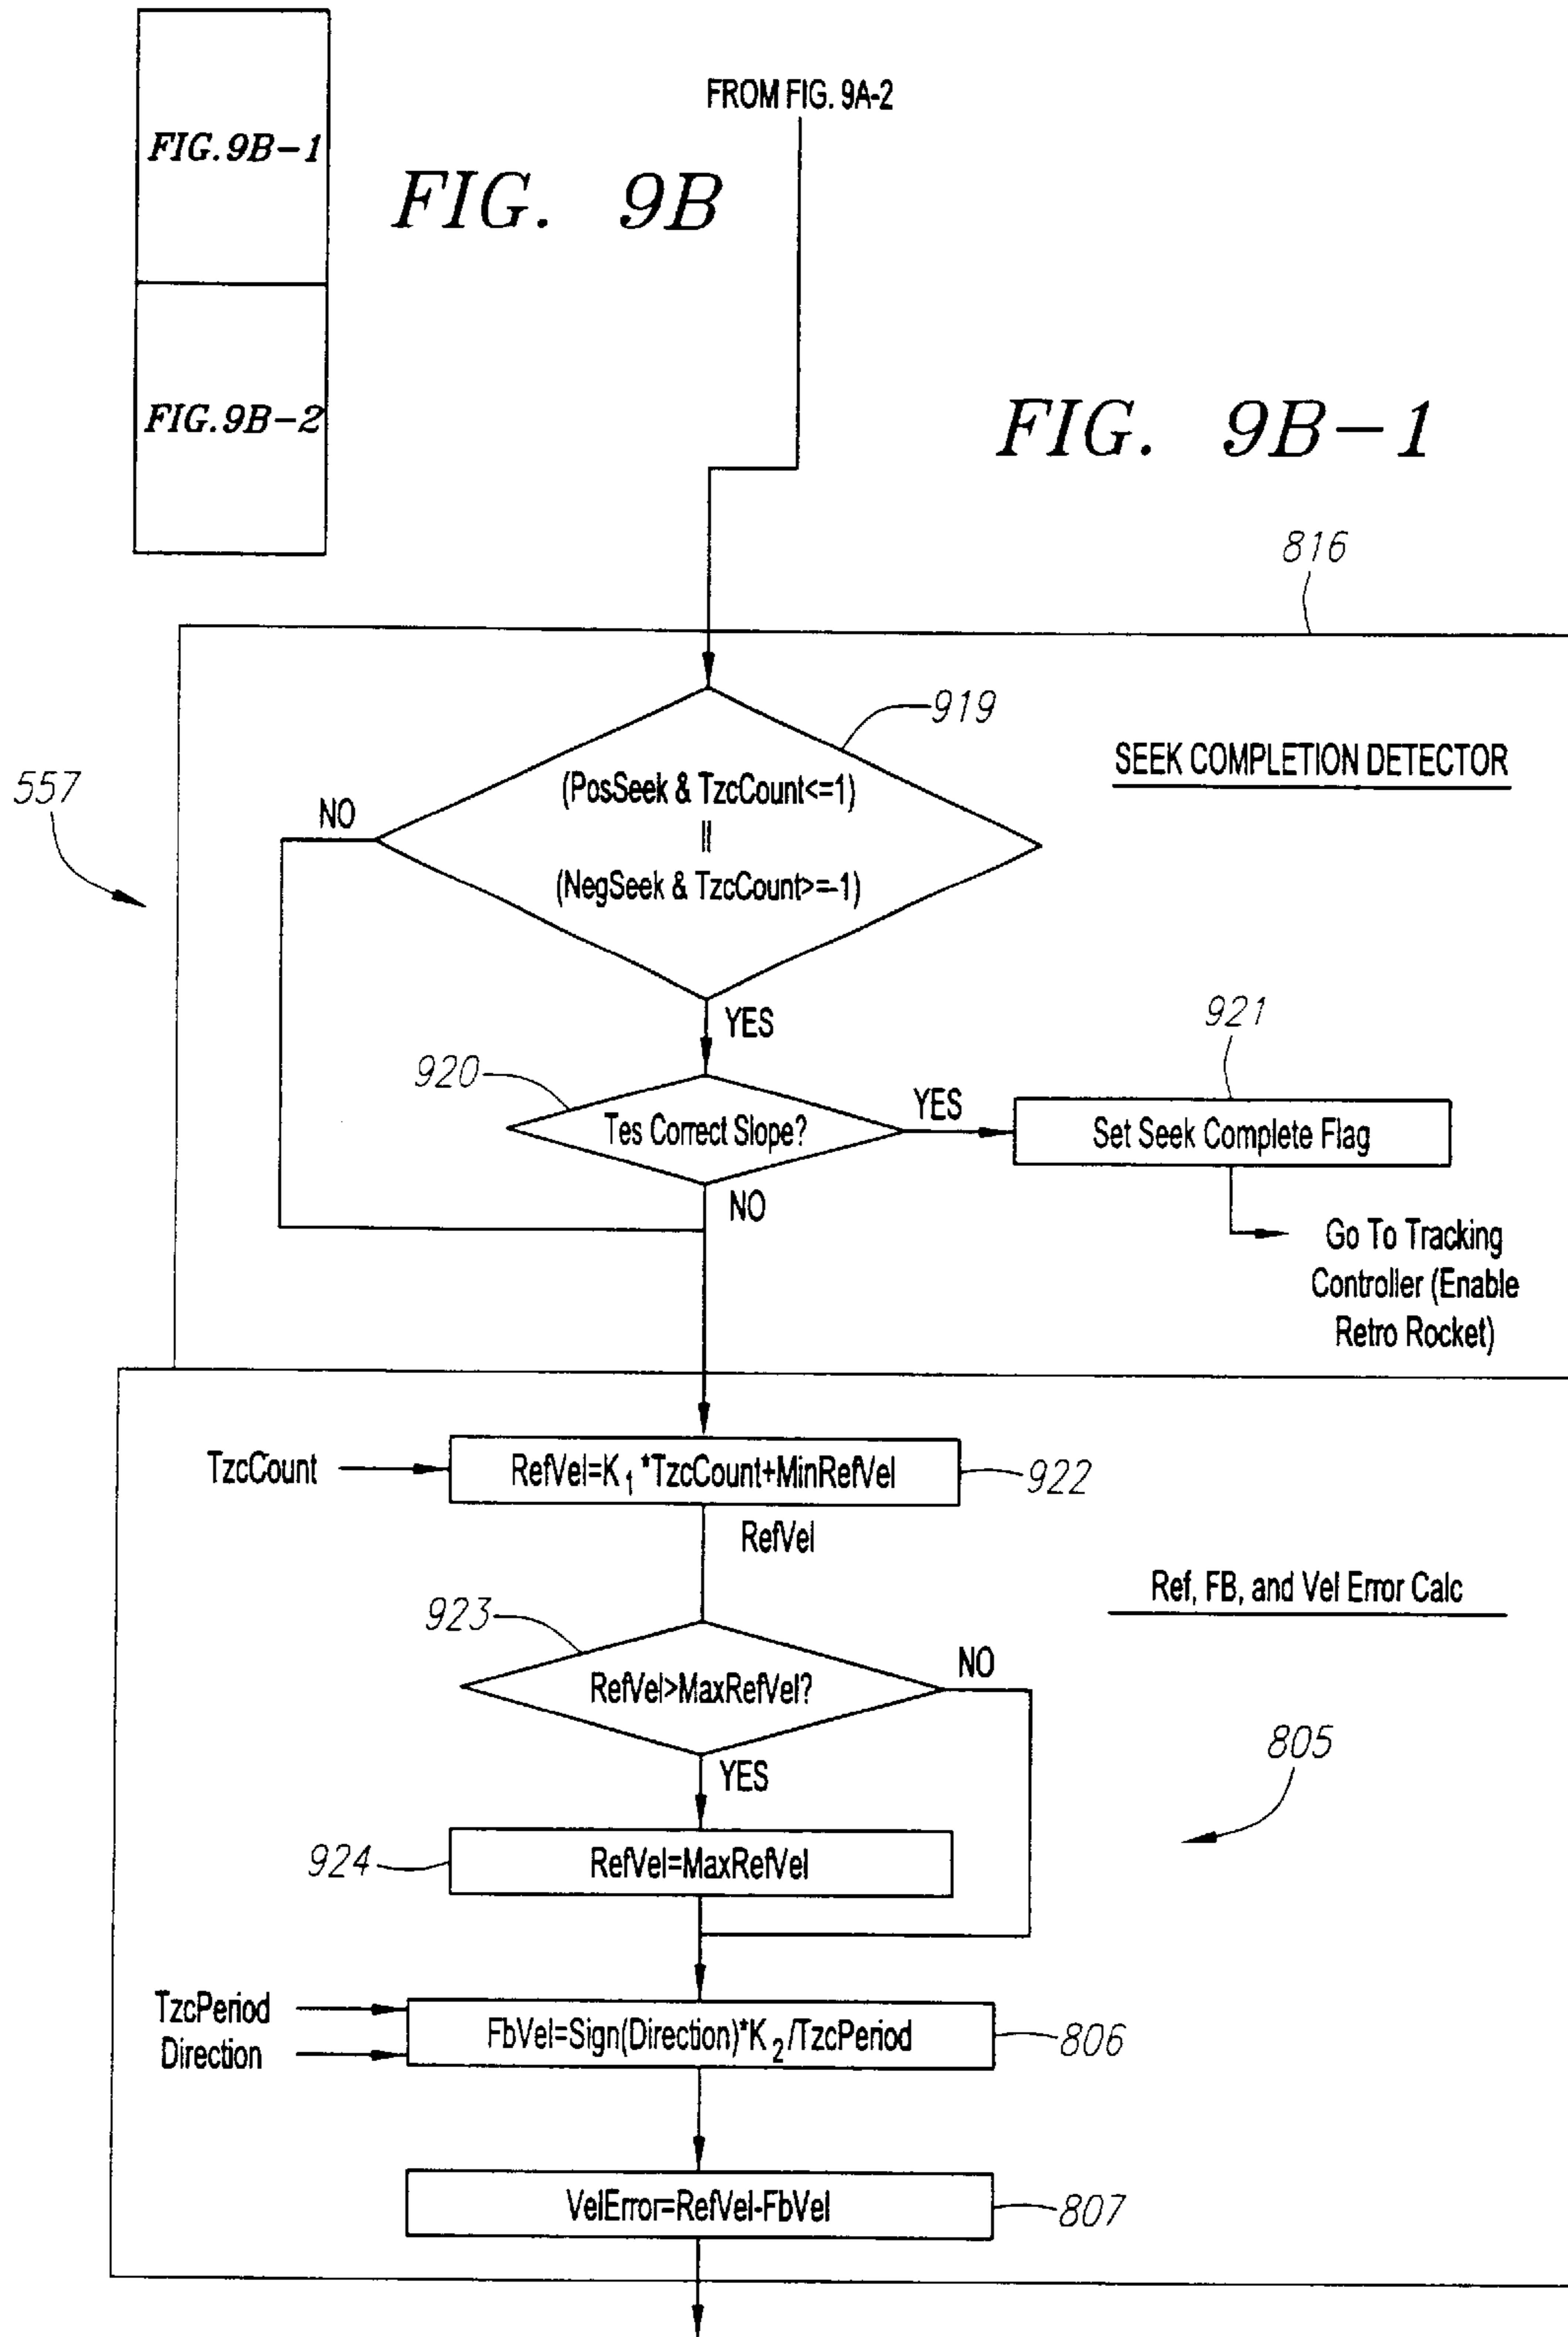 FROM FIG. 9A-2
FIG.9B-1
FIG. 9B
FIG.9B-2
FIG. 9B-1
816
919
SEEK COMPLETION DETECTOR
557
NO
(PosSeek & TzcCount<=1)
||
(NegSeek & TzcCount>=-1)
YES
921
920
YES
Tes Correct Slope?
Set Seek Complete Flag
NO
Go To Tracking
Controller (Enable
Retro Rocket)
TzcCount
RefVel=K1*TzcCount+MinRefVel
922
RefVel
Ref, FB, and Vel Error Calc
923
NO
RefVel>MaxRefVel?
805
YES
924
RefVel=MaxRefVel
TzcPeriod
Direction
FbVel=Sign(Direction)*K2/TzcPeriod
806
VelError=RefVel-FbVel
807